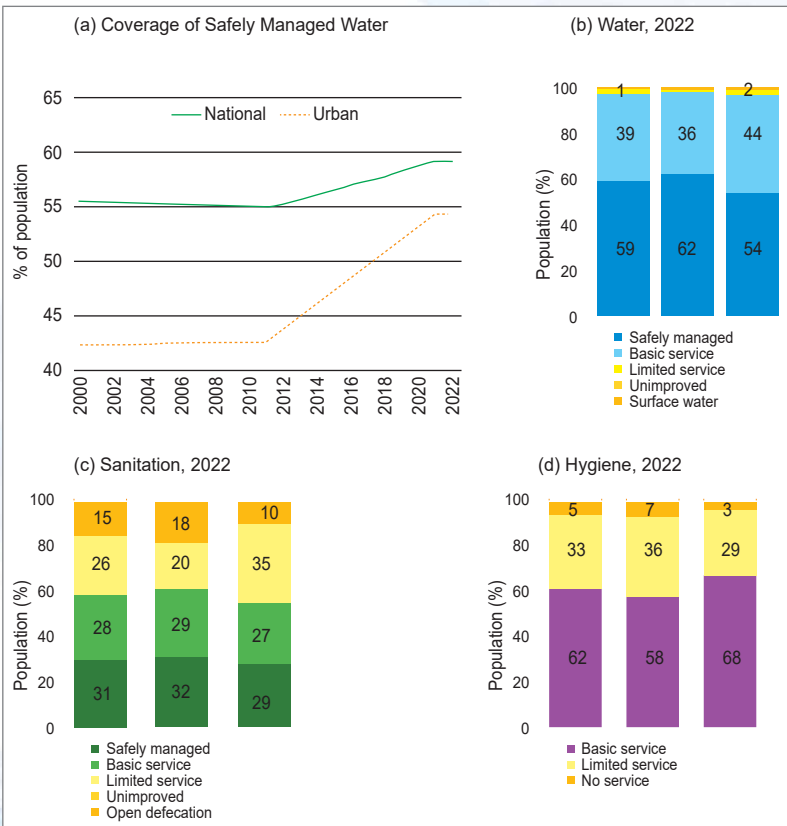 (a) Coverage of Safely Managed Water
% of population
65
60
55
50
45
40
National
Urban
2000
2002
2004
2006
2008
2010
2012
2014
2016
2018
2020
2022
(b) Water, 2022
Population (%)
100
80
60
40
20
0
1
39
59
36
62
2
44
54
Safely managed
Basic service
Limited service
Unimproved
Surface water
(c) Sanitation, 2022
Population (%)
100
80
60
40
20
0
15
26
28
31
18
20
29
32
10
35
27
29
Safely managed
Basic service
Limited service
Unimproved
Open defecation
(d) Hygiene, 2022
Population (%)
100
80
60
40
20
0
5
33
62
7
36
58
3
29
68
Basic service
Limited service
No service